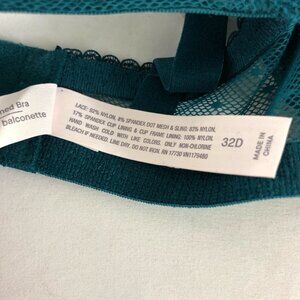 ned Bra
balconette
LACE: 92% NYLON, 8% SPANDEX DOT MESH & SLING: 83% NYLON,
17% SPANDEX CUP LINING & CUP FRAME LINING: 100% NYLON
HAND WASH COLD WITH LIKE COLORS. ONLY NON-CHLORINE
BLEACH IF NEEDED. LINE DRY. DO NOT IRON. RN 17730 VN1179480
32D
MADE IN
CHINA